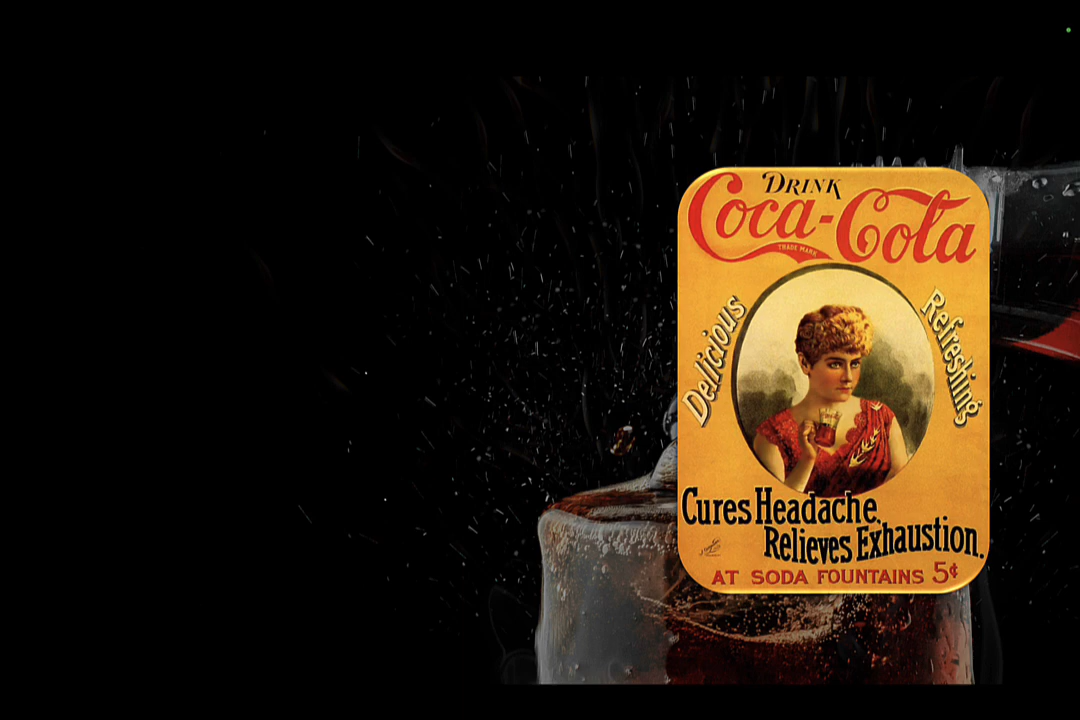 DRINK
Coca-Cola
TRADE MARK
Delicious
Refreshing
Cures Headache.
Relieves Exhaustion.
AT SODA FOUNTAINS 5¢